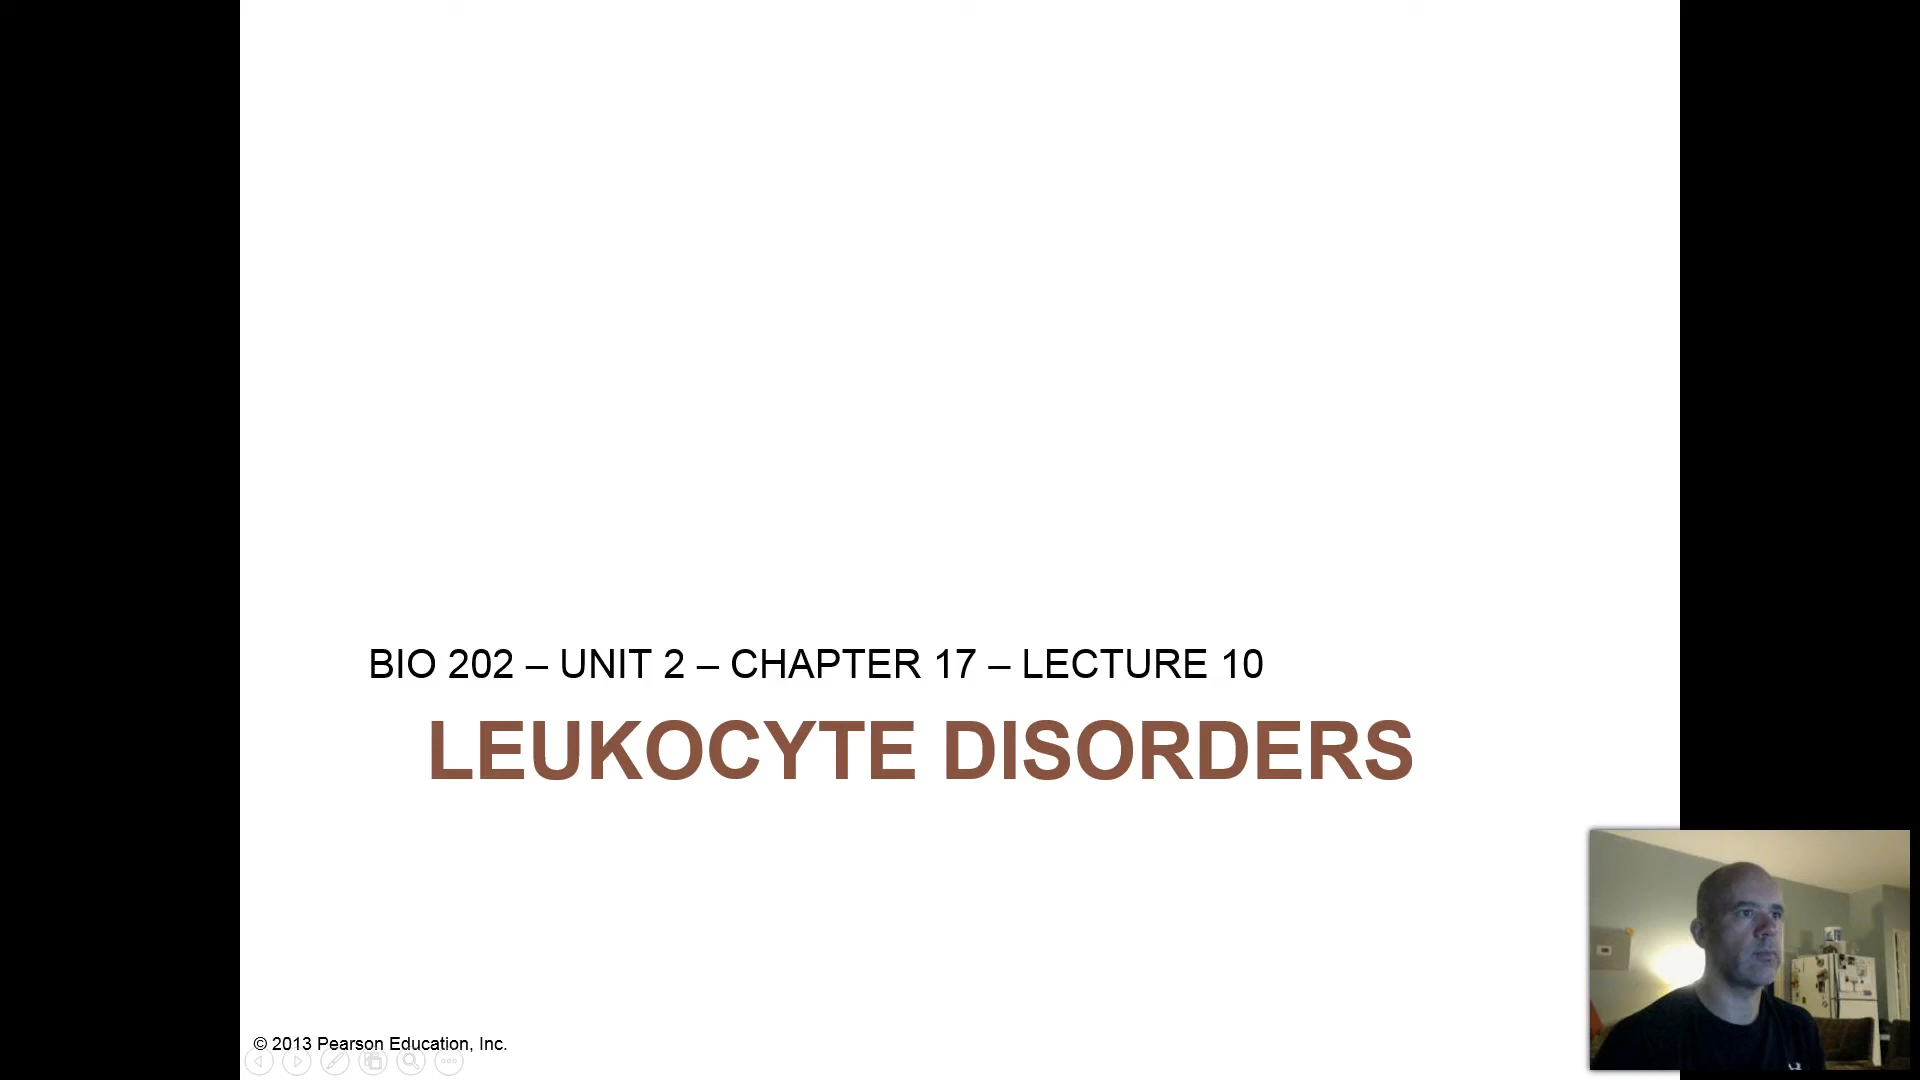 BIO 202 – UNIT 2 – CHAPTER 17 – LECTURE 10
LEUKOCYTE DISORDERS
© 2013 Pearson Education, Inc.